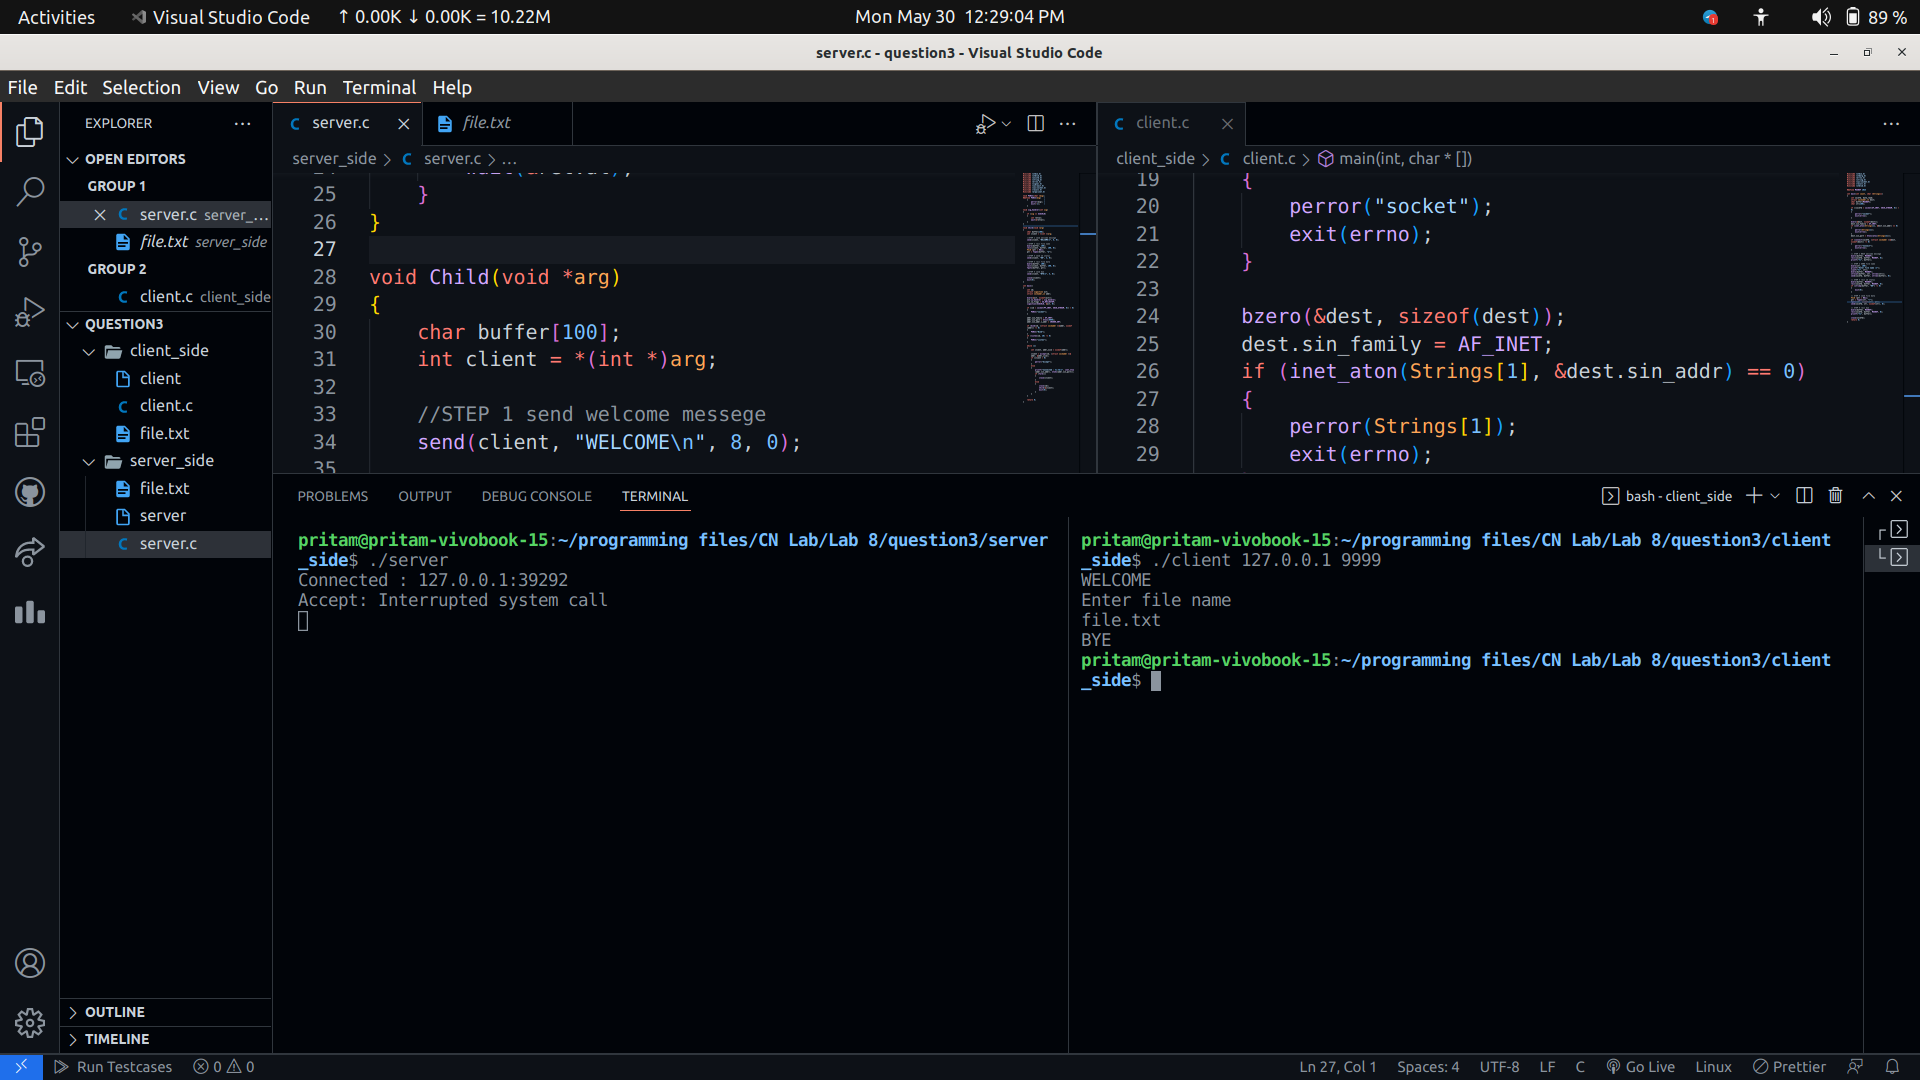 Activities
Visual Studio Code
↑ 0.00K ↓ 0.00K = 10.22M
Mon May 30 12:29:04 PM
89 %
server.c - question3 - Visual Studio Code
File Edit Selection View Go Run Terminal Help
EXPLORER
OPEN EDITORS
GROUP 1
server.c server_...
file.txt server_side
GROUP 2
client.c client_side
QUESTION3
client_side
client
client.c
file.txt
server_side
file.txt
server
server.c
OUTLINE
TIMELINE
server.c
file.txt
server_side > C server.c > ...
25 }
26 }
27
28 void Child(void *arg)
29 {
30 char buffer[100];
31 int client = *(int *)arg;
32
33 //STEP 1 send welcome messege
34 send(client, "WELCOME\n", 8, 0);
35
client.c
client_side > C client.c > main(int, char * [])
19 {
20 perror("socket");
21 exit(errno);
22 }
23
24 bzero(&dest, sizeof(dest));
25 dest.sin_family = AF_INET;
26 if (inet_aton(Strings[1], &dest.sin_addr) == 0)
27 {
28 perror(Strings[1]);
29 exit(errno);
PROBLEMS OUTPUT DEBUG CONSOLE TERMINAL
bash - client_side
pritam@pritam-vivobook-15:~/programming files/CN Lab/Lab 8/question3/server
_side$ ./server
Connected : 127.0.0.1:39292
Accept: Interrupted system call
pritam@pritam-vivobook-15:~/programming files/CN Lab/Lab 8/question3/client
_side$ ./client 127.0.0.1 9999
WELCOME
Enter file name
file.txt
BYE
pritam@pritam-vivobook-15:~/programming files/CN Lab/Lab 8/question3/client
_side$
Run Testcases
0 0
Ln 27, Col 1
Spaces: 4
UTF-8
LF
C
Go Live
Linux
Prettier